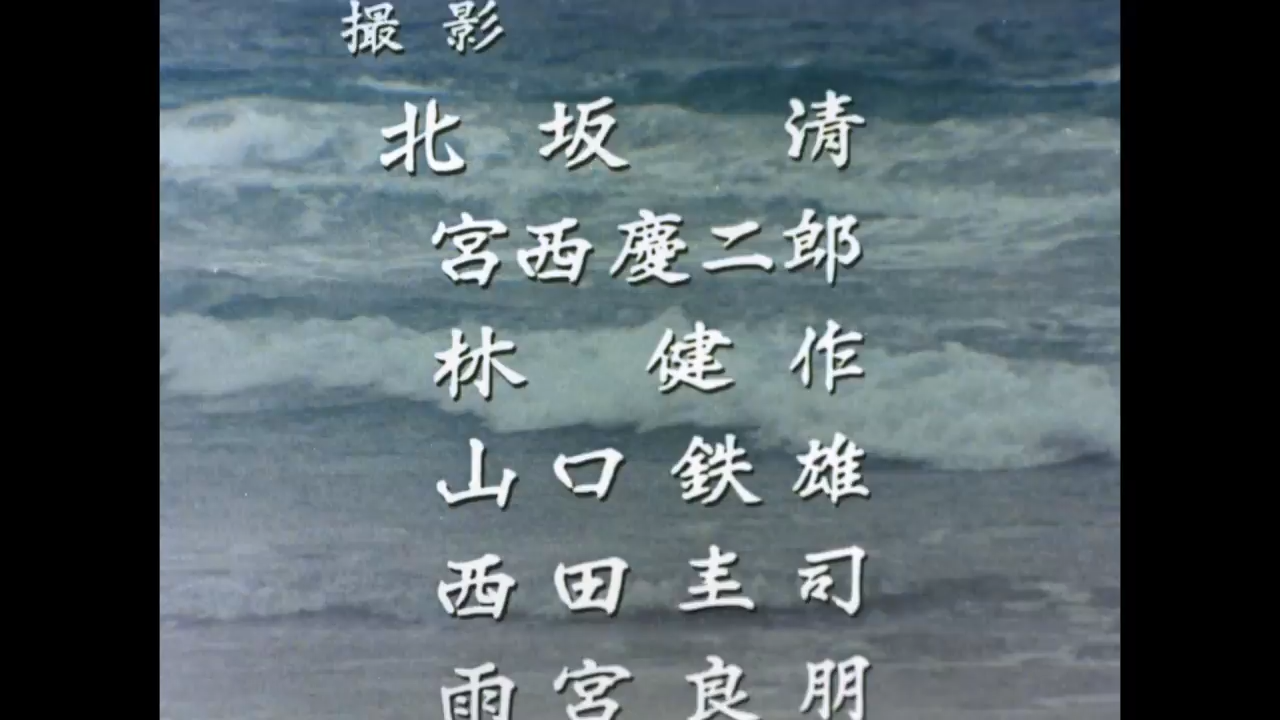 撮影
北坂 清
宮西慶二郎
林 健作
山口鉄雄
西田圭司
雨宮良朋